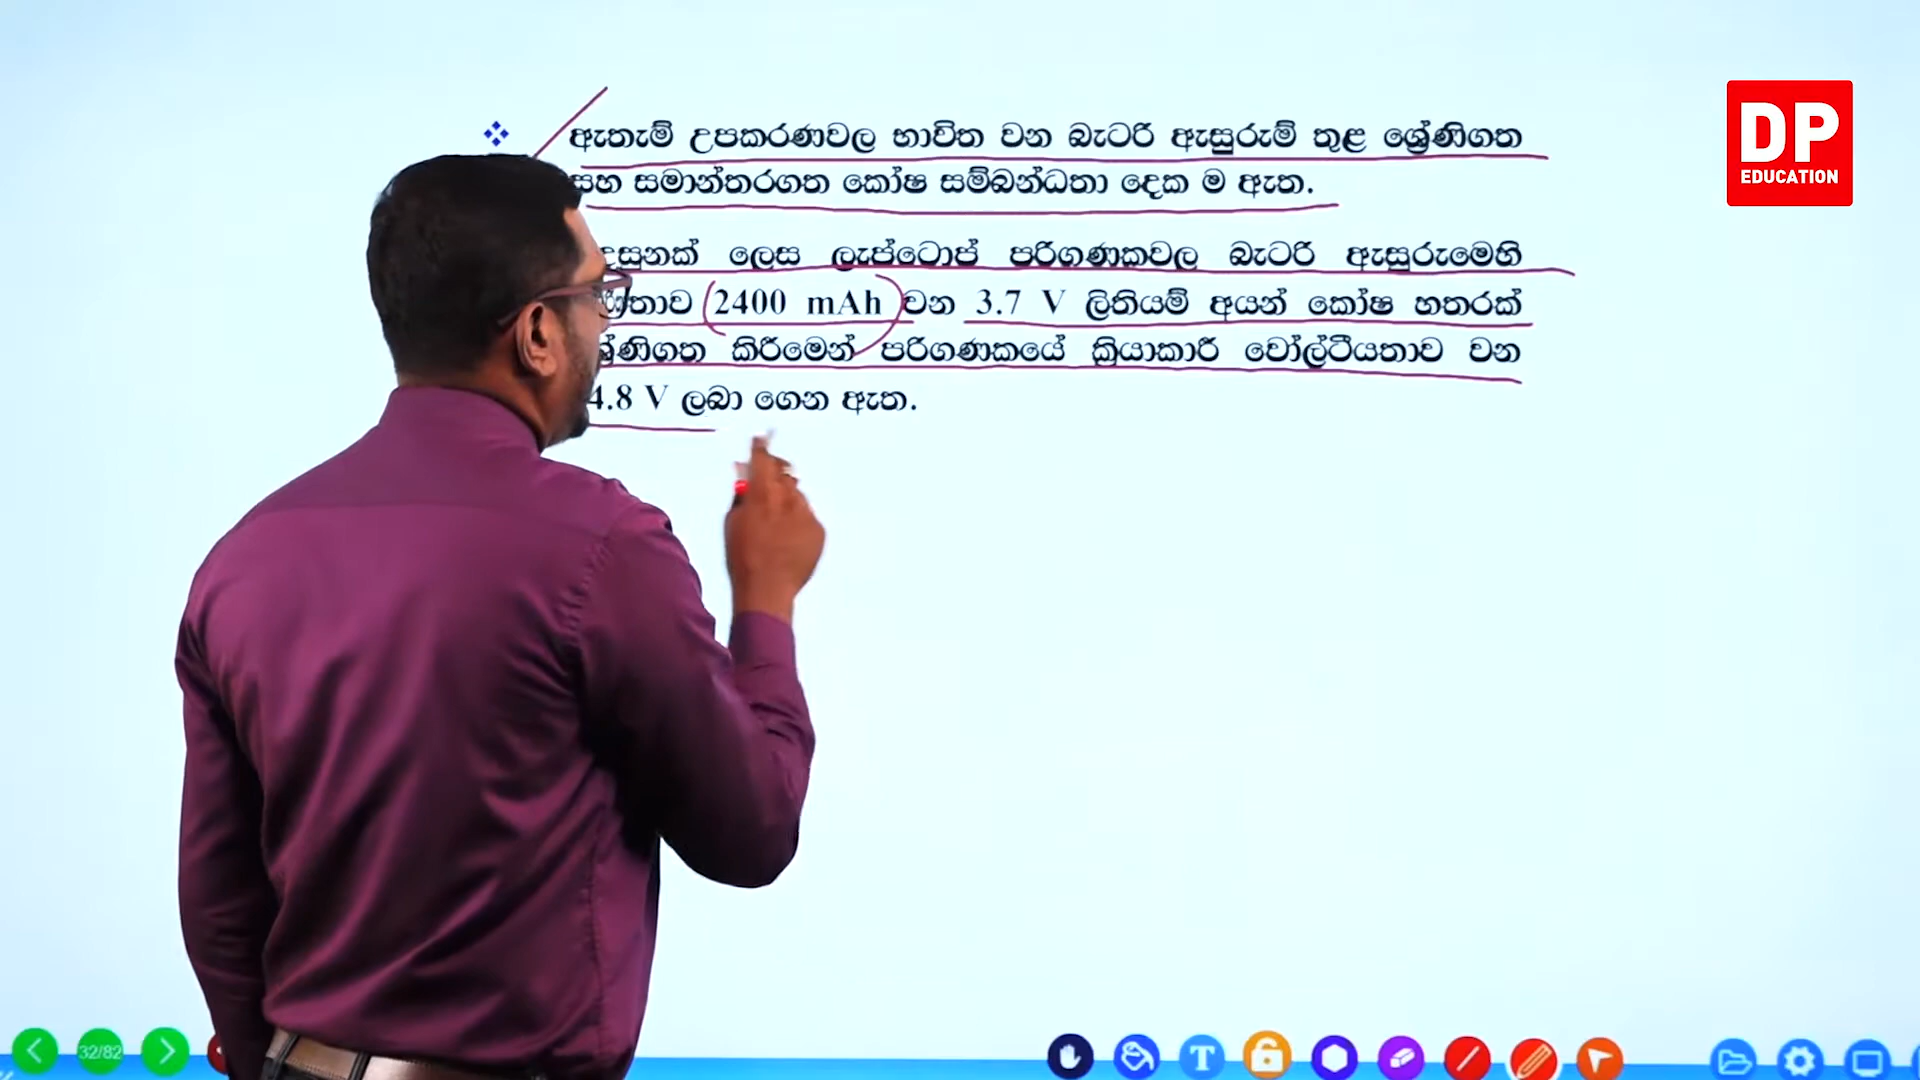 DP
EDUCATION
❖ ඇතැම් උපකරණවල භාවිත වන බැටරි ඇසුරුම් තුළ ශ්‍රේණිගත
සහ සමාන්තරගත කෝෂ සම්බන්ධතා දෙක ම ඇත.
ලෙස ලැප්ටොප් පරිගණකවල බැටරි ඇසුරුමෙහි
2400 mAh වන 3.7 V ලිතියම් අයන් කෝෂ හතරක්
කිරීමෙන් පරිගණකයේ ක්‍රියාකාරී වෝල්ටීයතාව වන
4.8 V ලබා ගෙන ඇත.
32/82
T